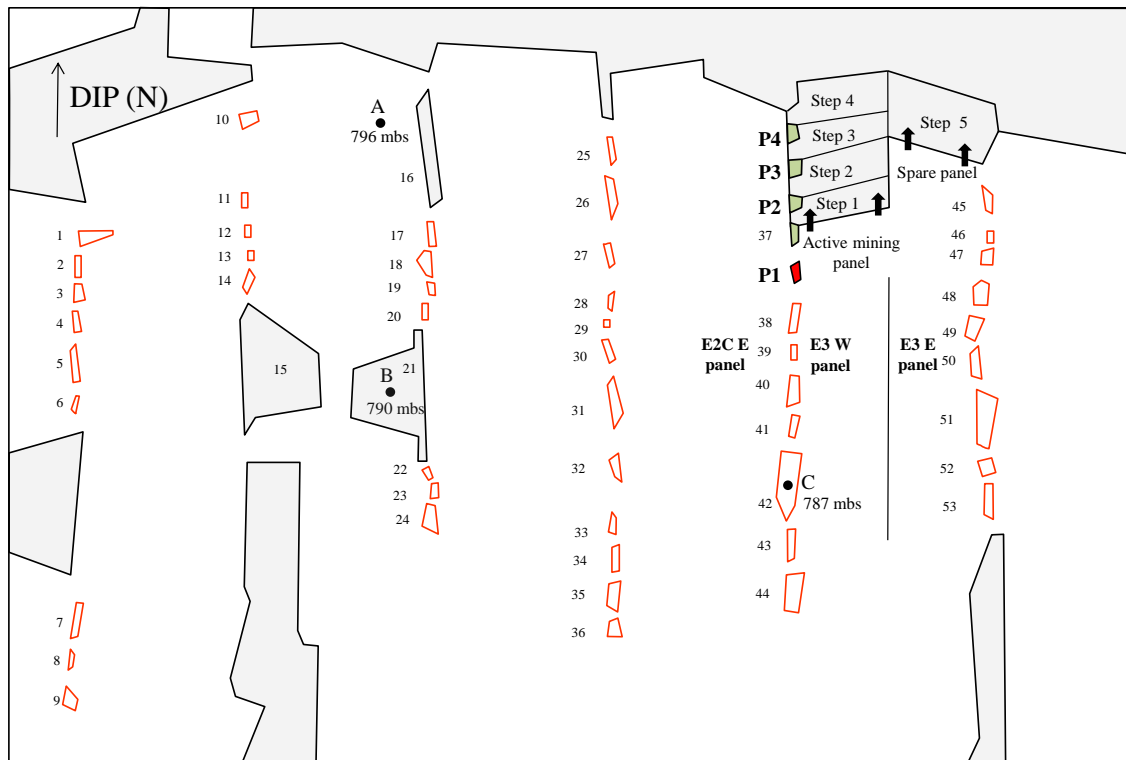 DIP (N)
10
A
796 mbs
16
11
12
13
14
15
1
2
3
4
5
6
7
8
9
17
18
19
20
21
B
790 mbs
22
23
24
25
26
27
28
29
30
31
32
33
34
35
36
Step 4
P4
Step 3
P3
Step 2
P2
Step 1
37
Active mining
panel
P1
Step 5
Spare panel
38
39
40
41
42
43
44
E2C E
panel
E3 W
panel
E3 E
panel
C
787 mbs
45
46
47
48
49
50
51
52
53